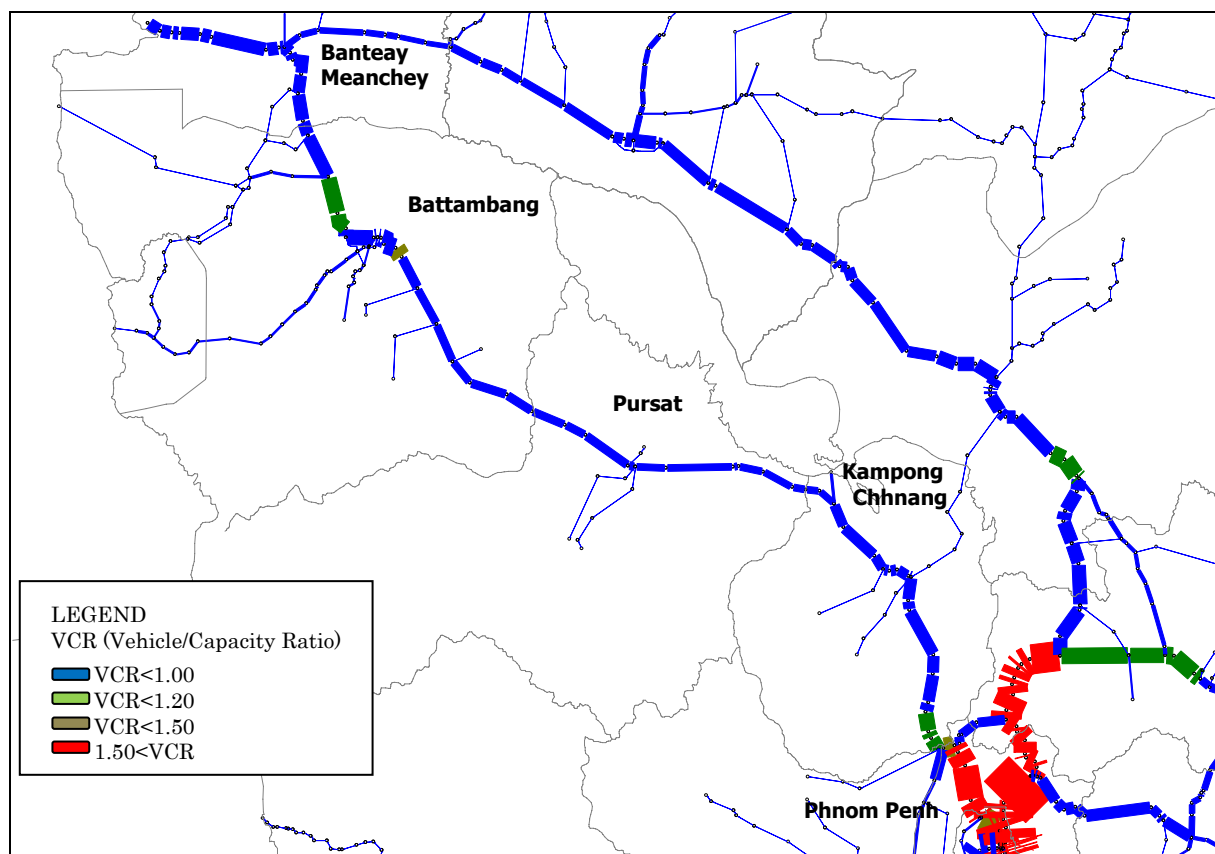 Banteay
Meanchey
Battambang
Pursat
Kampong
Chhnang
LEGEND
VCR (Vehicle/Capacity Ratio)
VCR<1.00
VCR<1.20
VCR<1.50
1.50<VCR
Phnom Penh